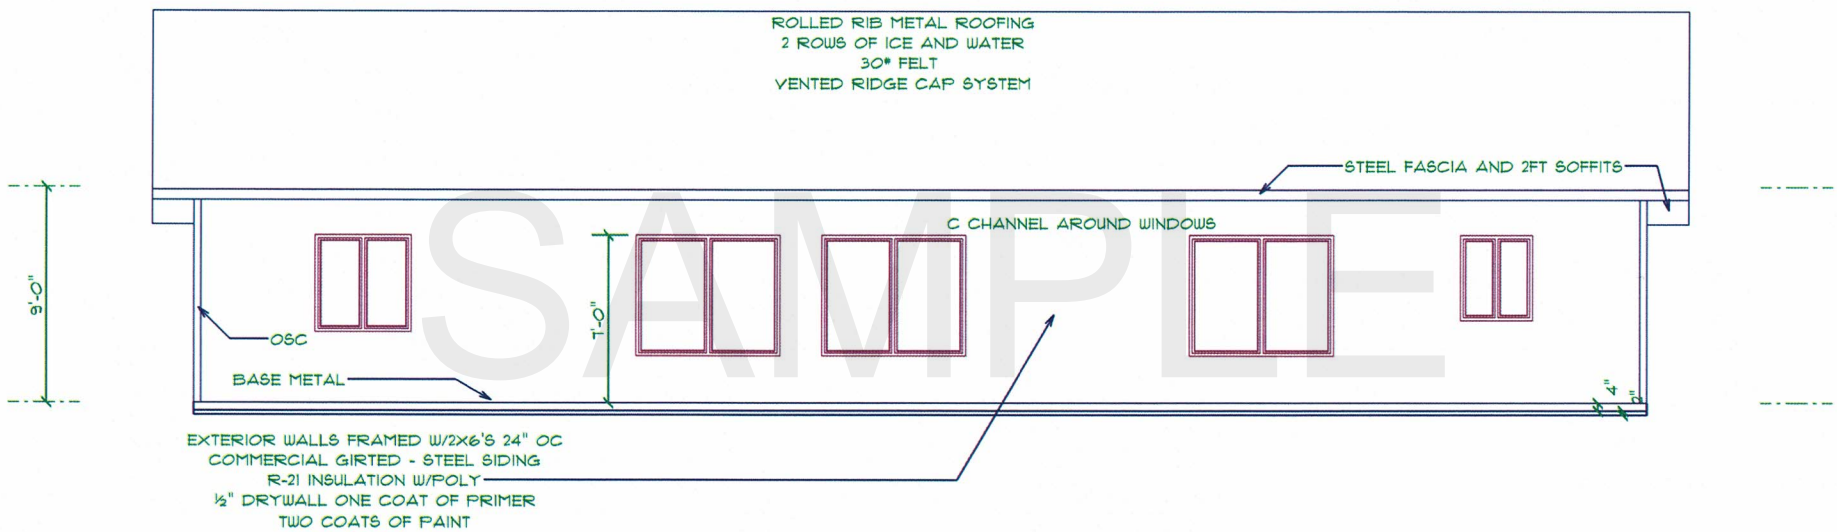 ROLLED RIB METAL ROOFING
2 ROWS OF ICE AND WATER
30# FELT
VENTED RIDGE CAP SYSTEM
STEEL FASCIA AND 2FT SOFFITS
SAMPLE
C CHANNEL AROUND WINDOWS
9'-0"
7'-0"
OSC
BASE METAL
4"
2"
EXTERIOR WALLS FRAMED W/2X6'S 24" OC
COMMERCIAL GIRTED - STEEL SIDING
R-21 INSULATION W/POLY
½" DRYWALL ONE COAT OF PRIMER
TWO COATS OF PAINT